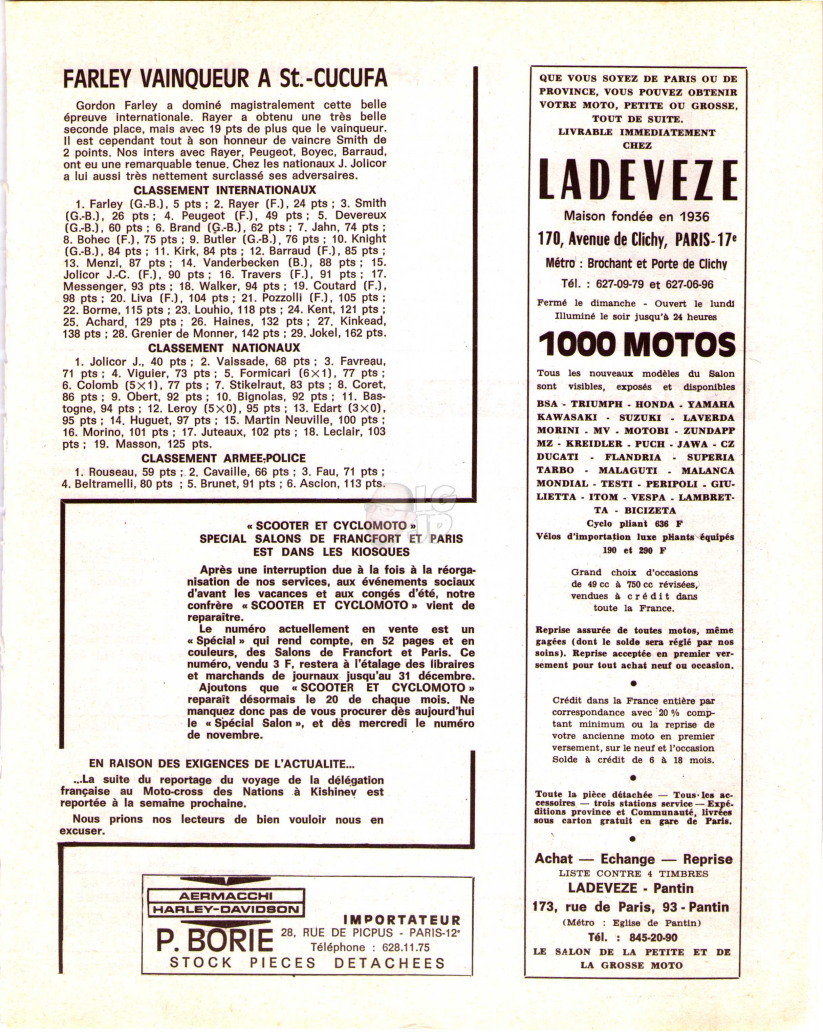 FARLEY VAINQUEUR A St.-CUCUFA
Gordon Farley a dominé magistralement cette belle
épreuve internationale. Rayer a obtenu une très belle
seconde place, mais avec 19 pts de plus que le vainqueur.
Il est cependant tout à son honneur de vaincre Smith de
2 points. Nos inters avec Rayer, Peugeot, Boyec, Barraud,
ont eu une remarquable tenue. Chez les nationaux J. Jolicor
a lui aussi très nettement surclassé ses adversaires.
CLASSEMENT INTERNATIONAUX
1. Farley (G.-B.), 5 pts ; 2. Rayer (F.), 24 pts ; 3. Smith
(G.-B.), 26 pts ; 4. Peugeot (F.), 49 pts ; 5. Devereux
(G.-B.), 60 pts ; 6. Brand (G.-B.), 62 pts ; 7. Jahn, 74 pts ;
8. Bohec (F.), 75 pts ; 9. Butler (G.-B.), 76 pts ; 10. Knight
(G.-B.), 84 pts ; 11. Kirk, 84 pts ; 12. Barraud (F.), 85 pts ;
13. Menzi, 87 pts ; 14. Vanderbecken (B.), 88 pts ; 15.
Jolicor J.-C. (F.), 90 pts ; 16. Travers (F.), 91 pts ; 17.
Messenger, 93 pts ; 18. Walker, 94 pts ; 19. Coutard (F.),
98 pts ; 20. Liva (F.), 104 pts ; 21. Pozzolli (F.), 105 pts ;
22. Borme, 115 pts ; 23. Louhio, 118 pts ; 24. Kent, 121 pts ;
25. Achard, 129 pts ; 26. Haines, 132 pts ; 27. Kinkead,
138 pts ; 28. Grenier de Monner, 142 pts ; 29. Jokel, 162 pts.
CLASSEMENT NATIONAUX
1. Jolicor J., 40 pts ; 2. Vaissade, 68 pts ; 3. Favreau,
71 pts ; 4. Viguier, 73 pts ; 5. Formicari (6×1), 77 pts ;
6. Colomb (5×1), 77 pts ; 7. Stikelraut, 83 pts ; 8. Coret,
86 pts ; 9. Obert, 92 pts ; 10. Bignolas, 92 pts ; 11. Bas-
togne, 94 pts ; 12. Leroy (5×0), 95 pts ; 13. Edart (3×0),
95 pts ; 14. Huguet, 97 pts ; 15. Martin Neuville, 100 pts ;
16. Morino, 101 pts ; 17. Juteaux, 102 pts ; 18. Leclair, 103
pts ; 19. Masson, 125 pts.
CLASSEMENT ARMEE-POLICE
1. Rouseau, 59 pts ; 2. Cavaille, 66 pts ; 3. Fau, 71 pts ;
4. Beltramelli, 80 pts ; 5. Brunet, 91 pts ; 6. Ascion, 113 pts.
« SCOOTER ET CYCLOMOTO »
SPECIAL SALONS DE FRANCFORT ET PARIS
EST DANS LES KIOSQUES
Après une interruption due à la fois à la réorga-
nisation de nos services, aux événements sociaux
d'avant les vacances et aux congés d'été, notre
confrère « SCOOTER ET CYCLOMOTO » vient de
reparaître.
Le numéro actuellement en vente est un
« Spécial » qui rend compte, en 52 pages et en
couleurs, des Salons de Francfort et Paris. Ce
numéro, vendu 3 F, restera à l'étalage des libraires
et marchands de journaux jusqu'au 31 décembre.
Ajoutons que « SCOOTER ET CYCLOMOTO »
reparaît désormais le 20 de chaque mois. Ne
manquez donc pas de vous procurer dès aujourd'hui
le « Spécial Salon », et dès mercredi le numéro
de novembre.
EN RAISON DES EXIGENCES DE L'ACTUALITE...
...La suite du reportage du voyage de la délégation
française au Moto-cross des Nations à Kishinev est
reportée à la semaine prochaine.
Nous prions nos lecteurs de bien vouloir nous en
excuser.
AERMACCHI
HARLEY-DAVIDSON
IMPORTATEUR
P. BORIE
28, RUE DE PICPUS - PARIS-12e
Téléphone : 628.11.75
STOCK PIECES DETACHEES
QUE VOUS SOYEZ DE PARIS OU DE
PROVINCE, VOUS POUVEZ OBTENIR
VOTRE MOTO, PETITE OU GROSSE,
TOUT DE SUITE.
LIVRABLE IMMEDIATEMENT
CHEZ
LADEVEZE
Maison fondée en 1936
170, Avenue de Clichy, PARIS-17e
Métro : Brochant et Porte de Clichy
Tél. : 627-09-79 et 627-06-96
Fermé le dimanche - Ouvert le lundi
Illuminé le soir jusqu'à 24 heures
1000 MOTOS
Tous les nouveaux modèles du Salon
sont visibles, exposés et disponibles
BSA - TRIUMPH - HONDA - YAMAHA
KAWASAKI - SUZUKI - LAVERDA
MORINI - MV - MOTOBI - ZUNDAPP
MZ - KREIDLER - PUCH - JAWA - CZ
DUCATI - FLANDRIA - SUPERIA
TARBO - MALAGUTI - MALANCA
MONDIAL - TESTI - PERIPOLI - GIU-
LIETTA - ITOM - VESPA - LAMBRET-
TA - BICIZETA
Cyclo pliant 636 F
Vélos d'importation luxe pliants équipés
190 et 290 F
Grand choix d'occasions
de 49 cc à 750 cc révisées,
vendues à crédit dans
toute la France.
Reprise assurée de toutes motos, même
gagées (dont le solde sera réglé par nos
soins). Reprise acceptée en premier ver-
sement pour tout achat neuf ou occasion.
Crédit dans la France entière par
correspondance avec 20 % comp-
tant minimum ou la reprise de
votre ancienne moto en premier
versement, sur le neuf et l'occasion
Solde à crédit de 6 à 18 mois.
Toute la pièce détachée — Tous les ac-
cessoires — trois stations service — Expé-
ditions province et Communauté, livrées
sous carton gratuit en gare de Paris.
Achat — Echange — Reprise
LISTE CONTRE 4 TIMBRES
LADEVEZE - Pantin
173, rue de Paris, 93 - Pantin
(Métro : Eglise de Pantin)
Tél. : 845-20-90
LE SALON DE LA PETITE ET DE
LA GROSSE MOTO